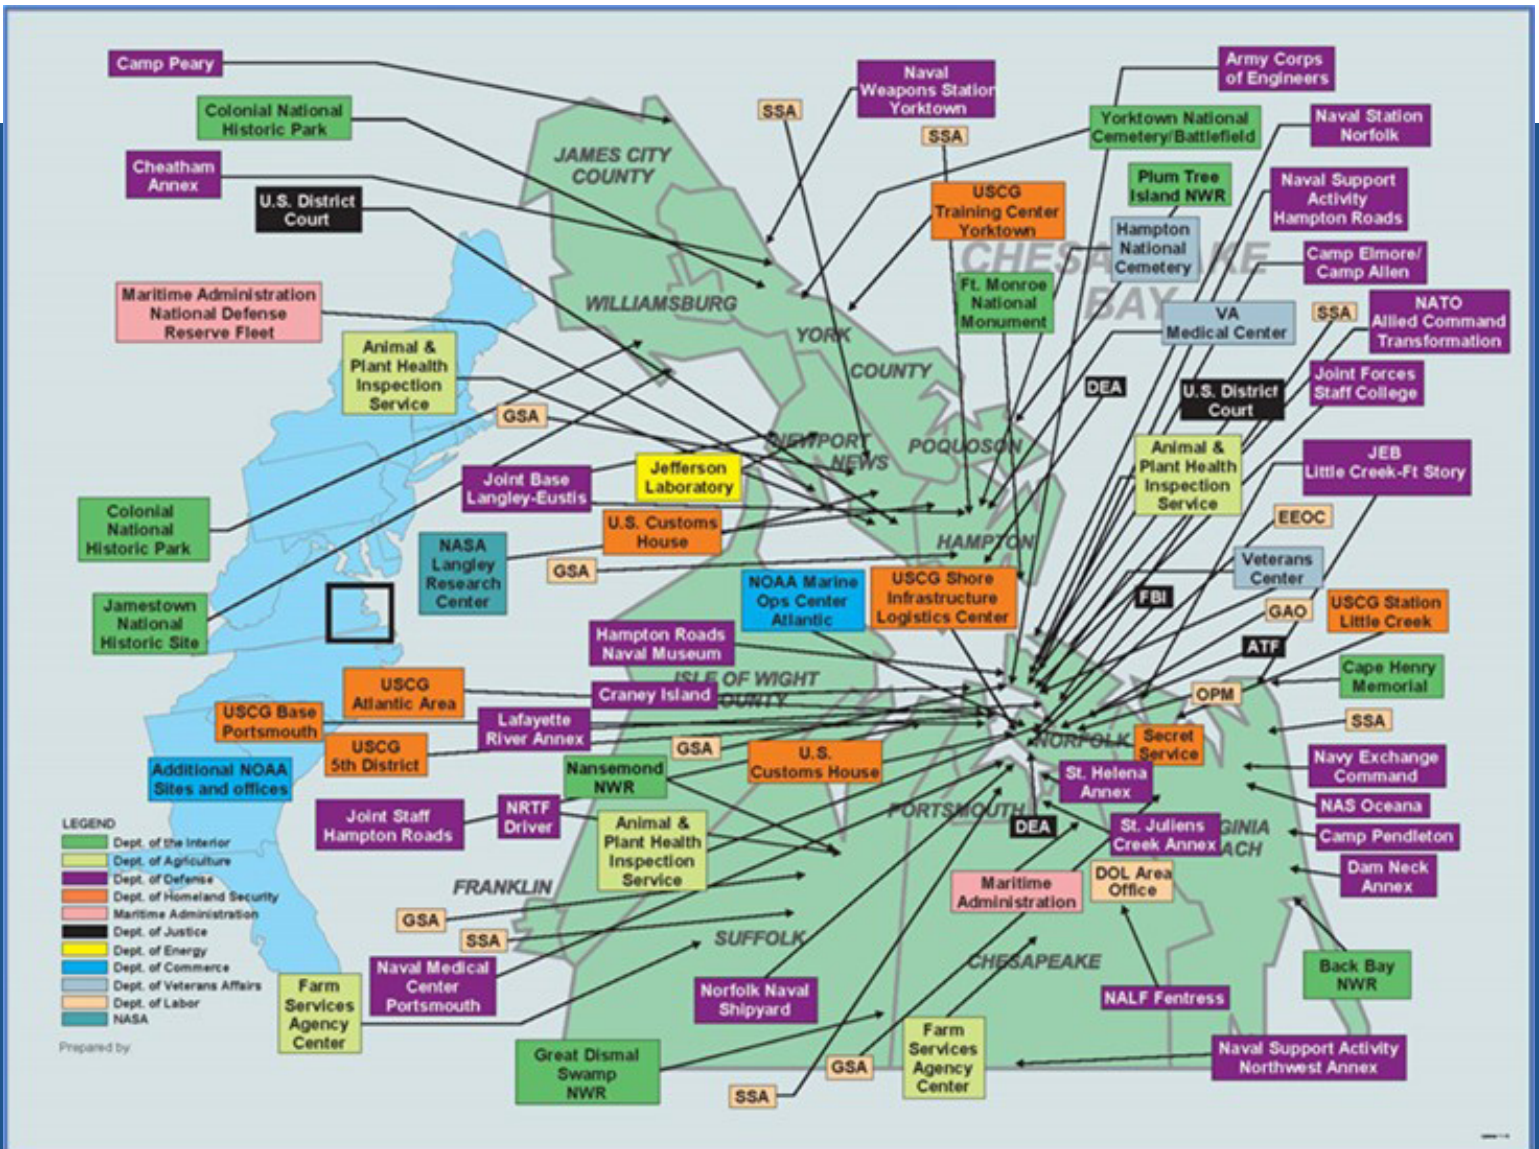 Camp Peary
Colonial National
Historic Park
Cheatham
Annex
U.S. District
Court
Maritime Administration
National Defense
Reserve Fleet
Animal &
Plant Health
Inspection
Service
GSA
Naval
Weapons Station
Yorktown
SSA
SSA
USCG
Training Center
Yorktown
Yorktown National
Cemetery/Battlefield
Army Corps
of Engineers
Naval Station
Norfolk
Plum Tree
Island NWR
Naval Support
Activity
Hampton Roads
Hampton
National
Cemetery
Camp Elmore/
Camp Allen
Ft. Monroe
National
Monument
VA
Medical Center
SSA
NATO
Allied Command
Transformation
DEA
U.S. District
Court
Joint Forces
Staff College
Animal &
Plant Health
Inspection
Service
JEB
Little Creek-Ft Story
EEOC
Veterans
Center
FBI
GAO
USCG Station
Little Creek
ATF
Cape Henry
Memorial
OPM
SSA
Secret
Service
Navy Exchange
Command
NAS Oceana
Camp Pendleton
Dam Neck
Annex
Back Bay
NWR
JAMES CITY
COUNTY
WILLIAMSBURG
YORK
COUNTY
CHESAPEAKE
BAY
NEWPORT
NEWS
POQUOSON
HAMPTON
ISLE OF WIGHT
COUNTY
NORFOLK
PORTSMOUTH
VIRGINIA
BEACH
FRANKLIN
SUFFOLK
CHESAPEAKE
Joint Base
Langley-Eustis
Jefferson
Laboratory
U.S. Customs
House
Colonial
National
Historic Park
NASA
Langley
Research
Center
GSA
Jamestown
National
Historic Site
NOAA Marine
Ops Center
Atlantic
USCG Shore
Infrastructure
Logistics Center
Hampton Roads
Naval Museum
USCG
Atlantic Area
Craney Island
USCG Base
Portsmouth
Lafayette
River Annex
USCG
5th District
GSA
U.S.
Customs House
Additional NOAA
Sites and offices
Nansemond
NWR
Joint Staff
Hampton Roads
NRTF
Driver
Animal &
Plant Health
Inspection
Service
St. Helena
Annex
DEA
St. Juliens
Creek Annex
Maritime
Administration
DOL Area
Office
GSA
SSA
Naval Medical
Center
Portsmouth
Farm
Services
Agency
Center
Norfolk Naval
Shipyard
NALF Fentress
Great Dismal
Swamp
NWR
SSA
GSA
Farm
Services
Agency
Center
Naval Support Activity
Northwest Annex
LEGEND
Dept. of the Interior
Dept. of Agriculture
Dept. of Defense
Dept. of Homeland Security
Maritime Administration
Dept. of Justice
Dept. of Energy
Dept. of Commerce
Dept. of Veterans Affairs
Dept. of Labor
NASA
Prepared by: